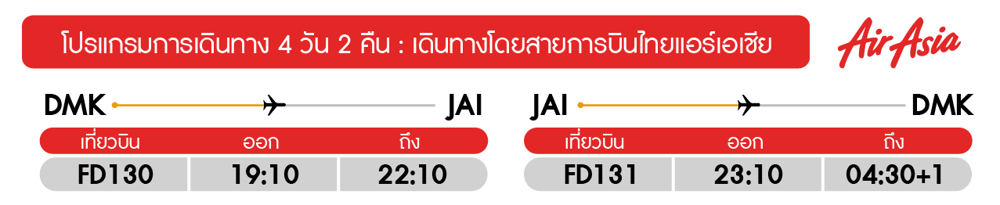 โปรแกรมการเดินทาง 4 วัน 2 คืน : เดินทางโดยสายการบินไทยแอร์เอเชีย
AirAsia
DMK JAI
เที่ยวบิน ออก ถึง
FD130 19:10 22:10
JAI DMK
เที่ยวบิน ออก ถึง
FD131 23:10 04:30+1